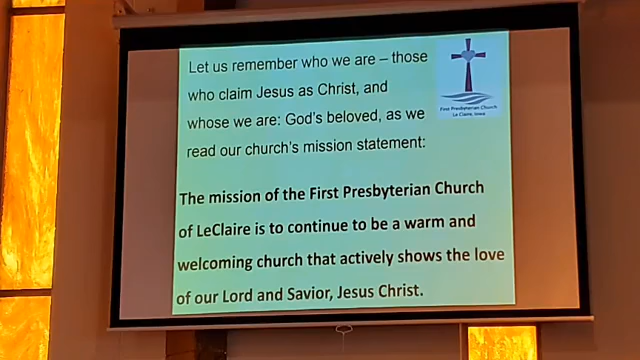 Let us remember who we are – those
who claim Jesus as Christ, and
whose we are: God's beloved, as we
read our church's mission statement:
First Presbyterian Church
Le Claire, Iowa
The mission of the First Presbyterian Church
of LeClaire is to continue to be a warm and
welcoming church that actively shows the love
of our Lord and Savior, Jesus Christ.